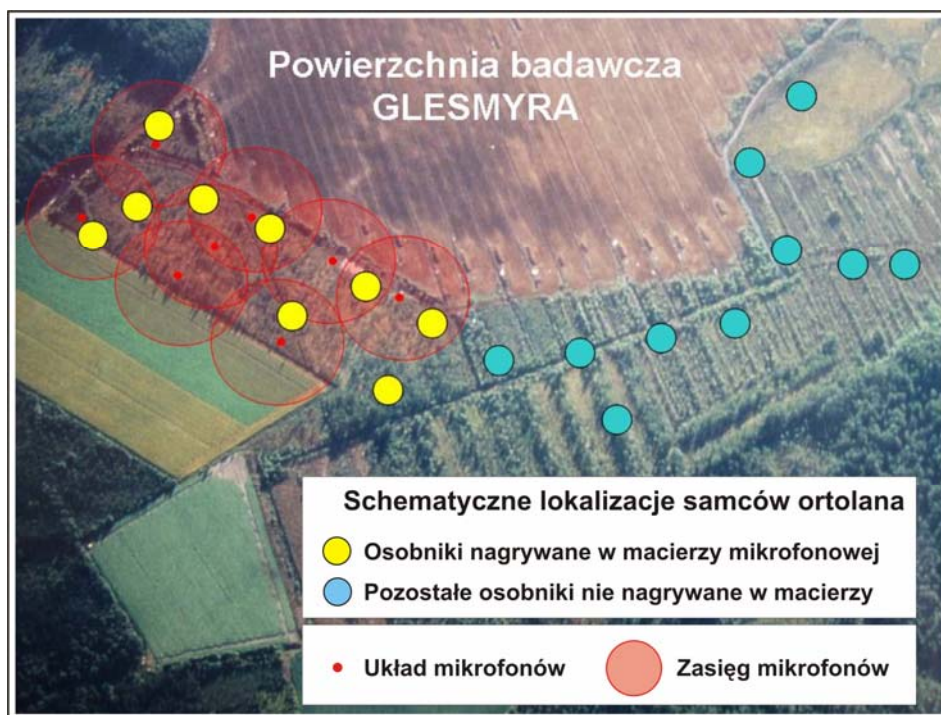 Powierzchnia badawcza
GLESMYRA
Schematyczne lokalizacje samców ortolana
Osobniki nagrywane w macierzy mikrofonowej
Pozostałe osobniki nie nagrywane w macierzy
Układ mikrofonów
Zasięg mikrofonów